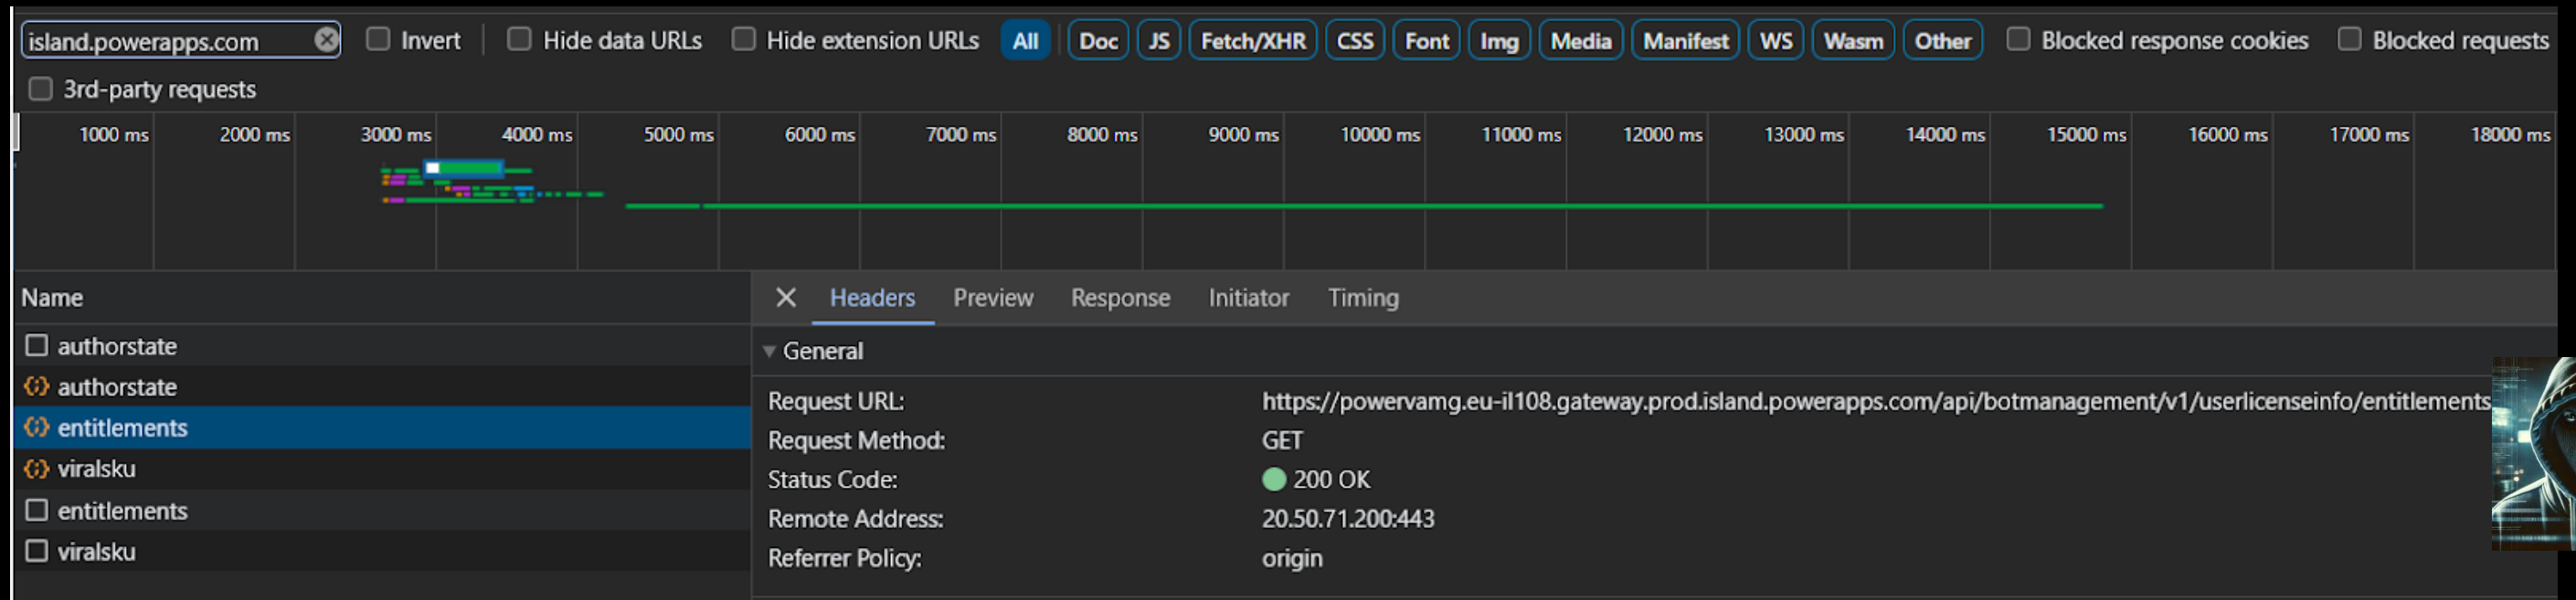 island.powerapps.com Invert Hide data URLs Hide extension URLs All Doc JS Fetch/XHR CSS Font Img Media Manifest WS Wasm Other Blocked response cookies Blocked requests
3rd-party requests
1000 ms 2000 ms 3000 ms 4000 ms 5000 ms 6000 ms 7000 ms 8000 ms 9000 ms 10000 ms 11000 ms 12000 ms 13000 ms 14000 ms 15000 ms 16000 ms 17000 ms 18000 ms
Name
authorstate
authorstate
entitlements
viralsku
entitlements
viralsku
Headers Preview Response Initiator Timing
General
Request URL: https://powervamg.eu-il108.gateway.prod.island.powerapps.com/api/botmanagement/v1/userlicenseinfo/entitlements
Request Method: GET
Status Code: 200 OK
Remote Address: 20.50.71.200:443
Referrer Policy: origin